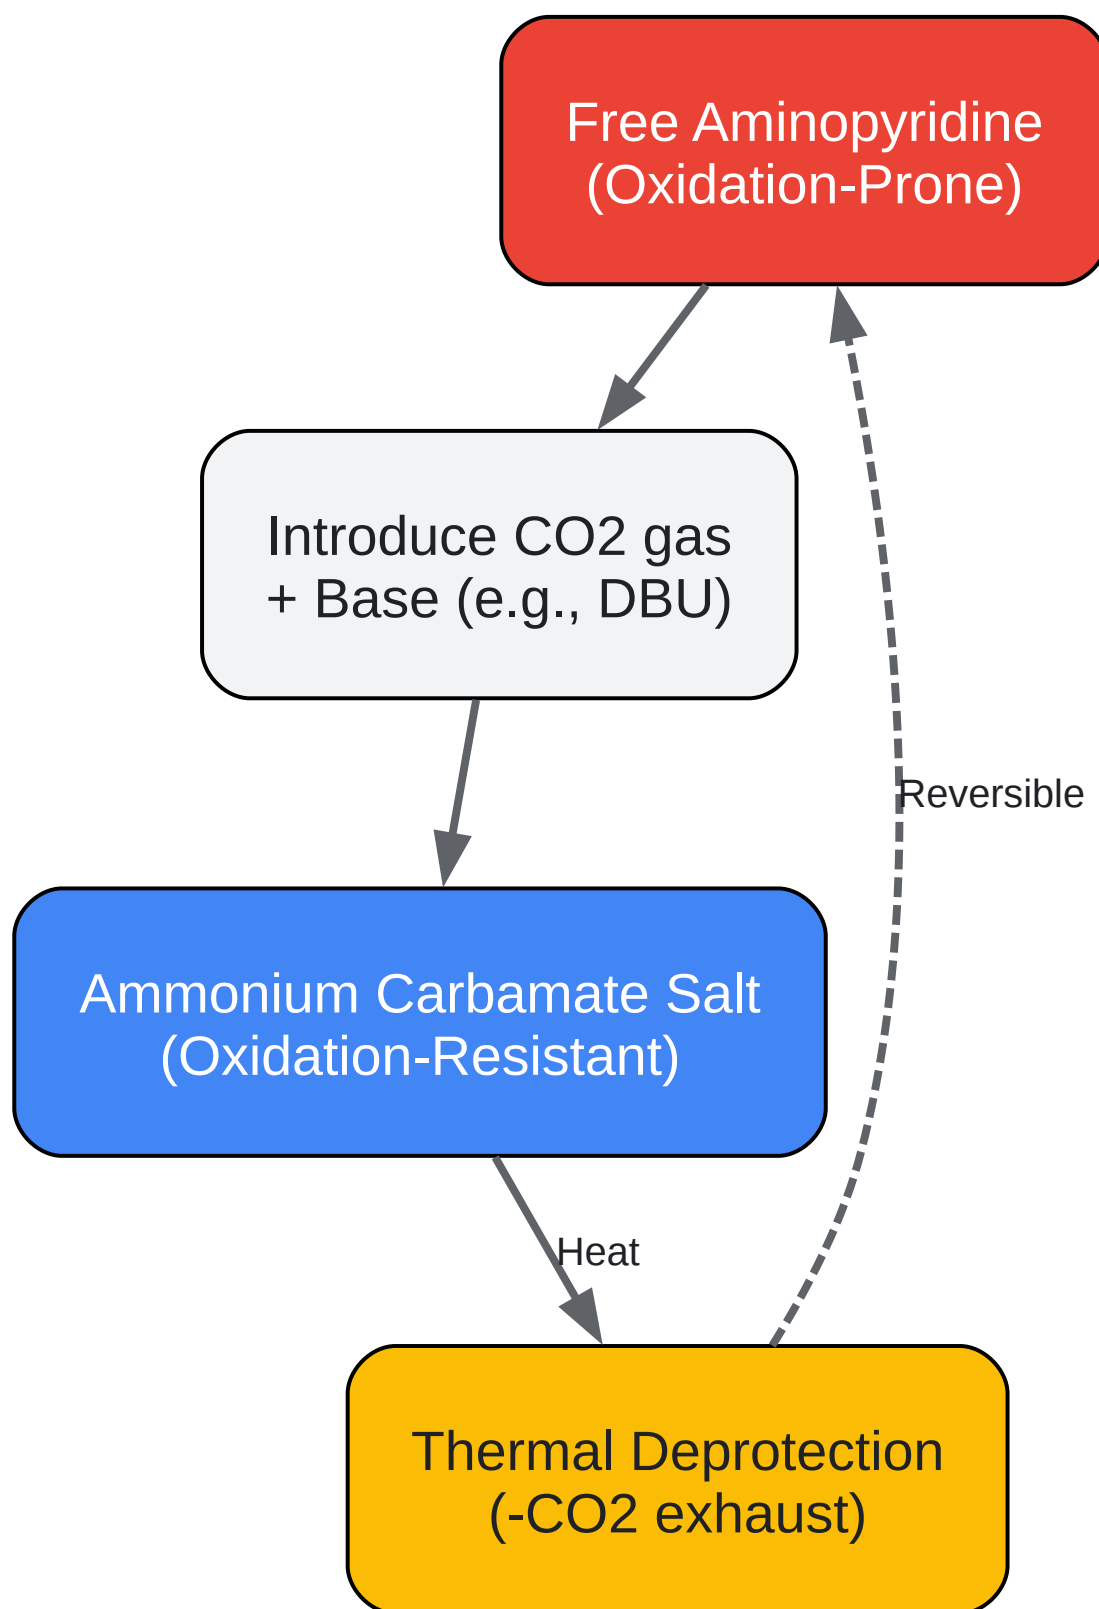 Free Aminopyridine
(Oxidation-Prone)
Introduce CO2 gas
+ Base (e.g., DBU)
Reversible
Ammonium Carbamate Salt
(Oxidation-Resistant)
Heat
Thermal Deprotection
(-CO2 exhaust)